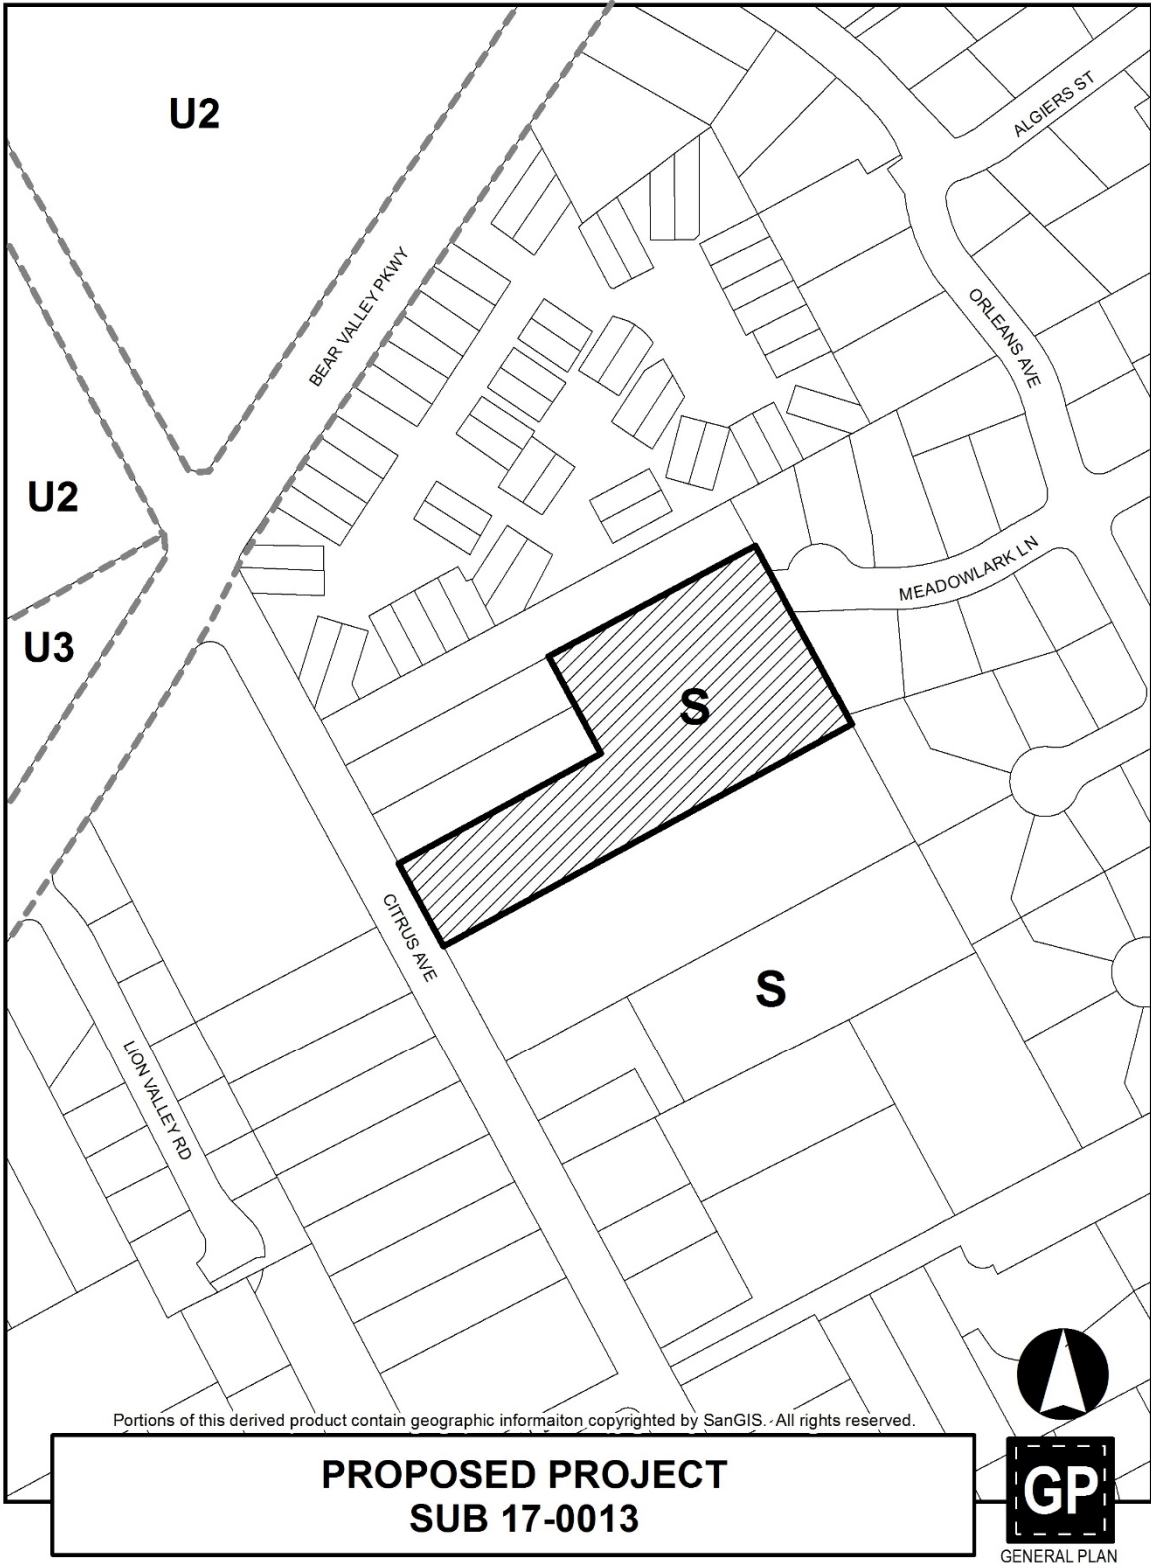 U2
ALGIERS ST
BEAR VALLEY PKWY
ORLEANS AVE
U2
MEADOWLARK LN
U3
S
CITRUS AVE
S
LION VALLEY RD
Portions of this derived product contain geographic informaiton copyrighted by SanGIS. All rights reserved.
PROPOSED PROJECT
SUB 17-0013
GP
GENERAL PLAN